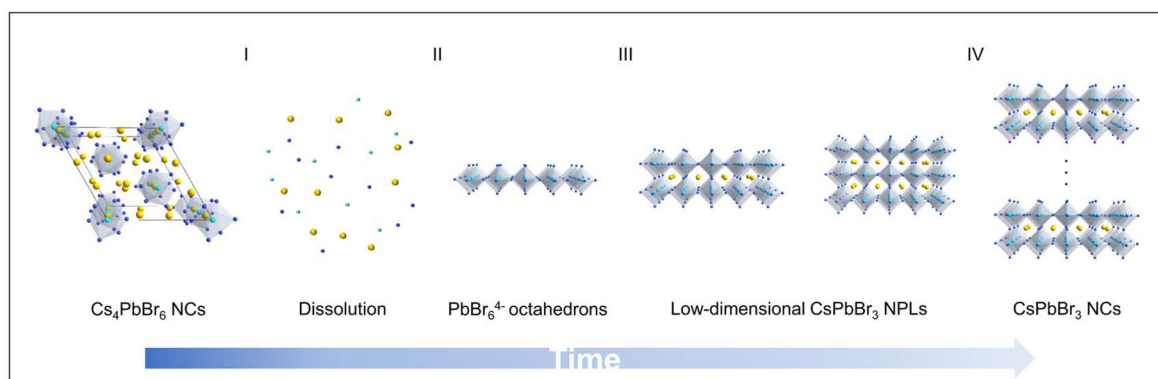 I
II
III
IV
Cs₄PbBr₆ NCs
Dissolution
PbBr₆⁴⁻ octahedrons
Low-dimensional CsPbBr₃ NPLs
CsPbBr₃ NCs
Time